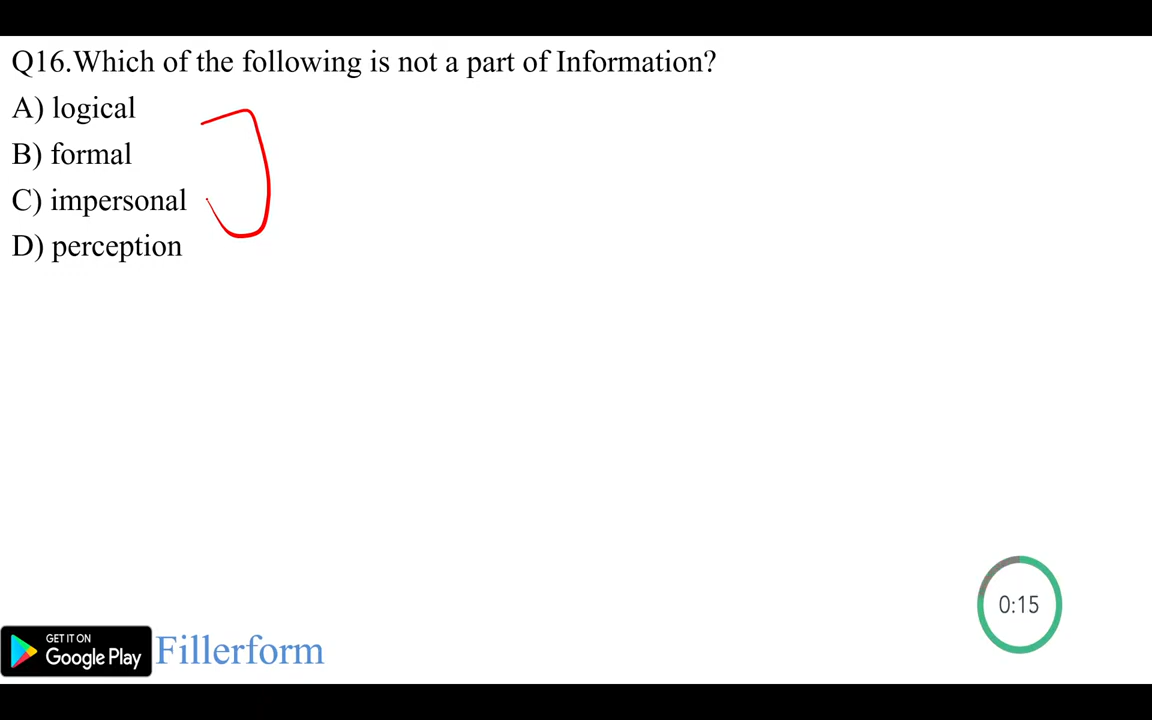 Q16.Which of the following is not a part of Information?
A) logical
B) formal
C) impersonal
D) perception
0:15
GET IT ON
Google Play
Fillerform